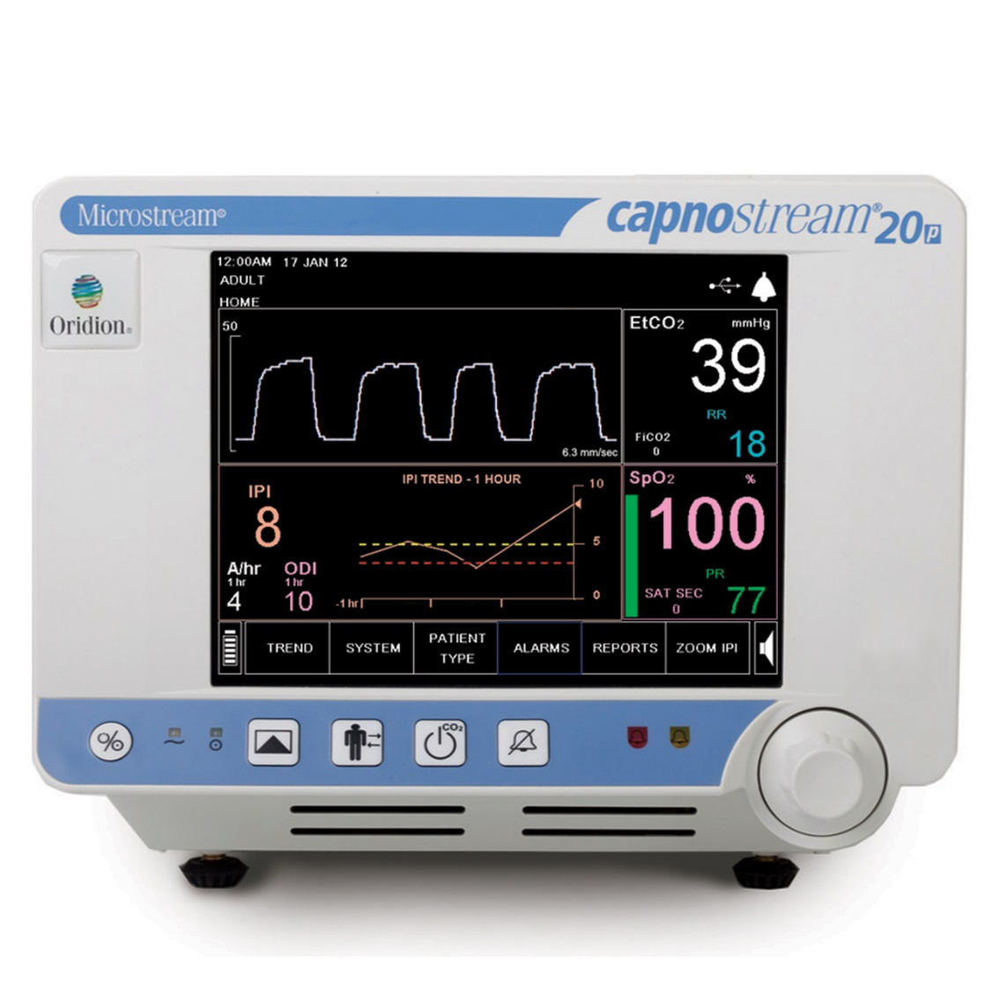 Microstream®
capnostream®20p
Oridion®
12:00AM 17 JAN 12
ADULT
HOME
50
6.3 mm/sec
EtCO2 mmHg
39
RR
FiCO2
0
18
IPI
8
A/hr ODI
1 hr 1 hr
4 10
IPI TREND - 1 HOUR
10
5
0
-1 hr
SpO2 %
100
PR
SAT SEC
0
77
TREND
SYSTEM
PATIENT
TYPE
ALARMS
REPORTS
ZOOM IPI
CO2